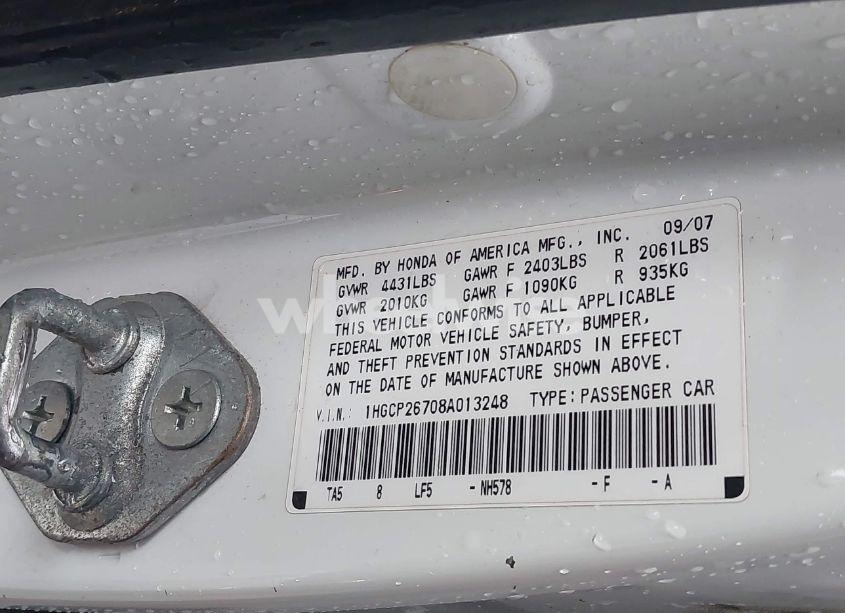 MFD. BY HONDA OF AMERICA MFG., INC. 09/07
GVWR 4431LBS GAWR F 2403LBS R 2061LBS
GVWR 2010KG GAWR F 1090KG R 935KG
THIS VEHICLE CONFORMS TO ALL APPLICABLE
FEDERAL MOTOR VEHICLE SAFETY, BUMPER,
AND THEFT PREVENTION STANDARDS IN EFFECT
ON THE DATE OF MANUFACTURE SHOWN ABOVE.
V.I.N.: 1HGCP26708A013248 TYPE: PASSENGER CAR
TA5 8 LF5 -NH578 -F -A